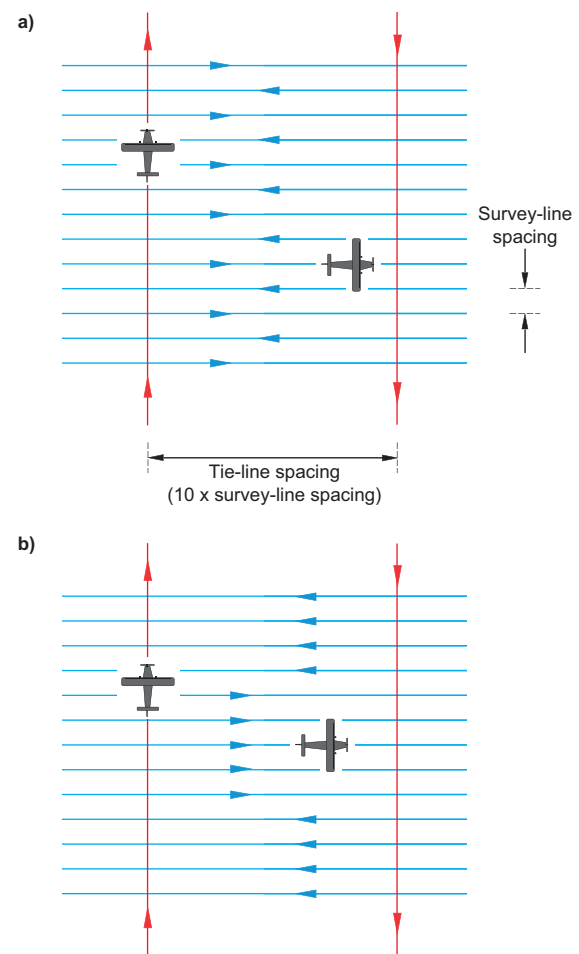 a)
Survey-line
spacing
Tie-line spacing
(10 x survey-line spacing)
b)